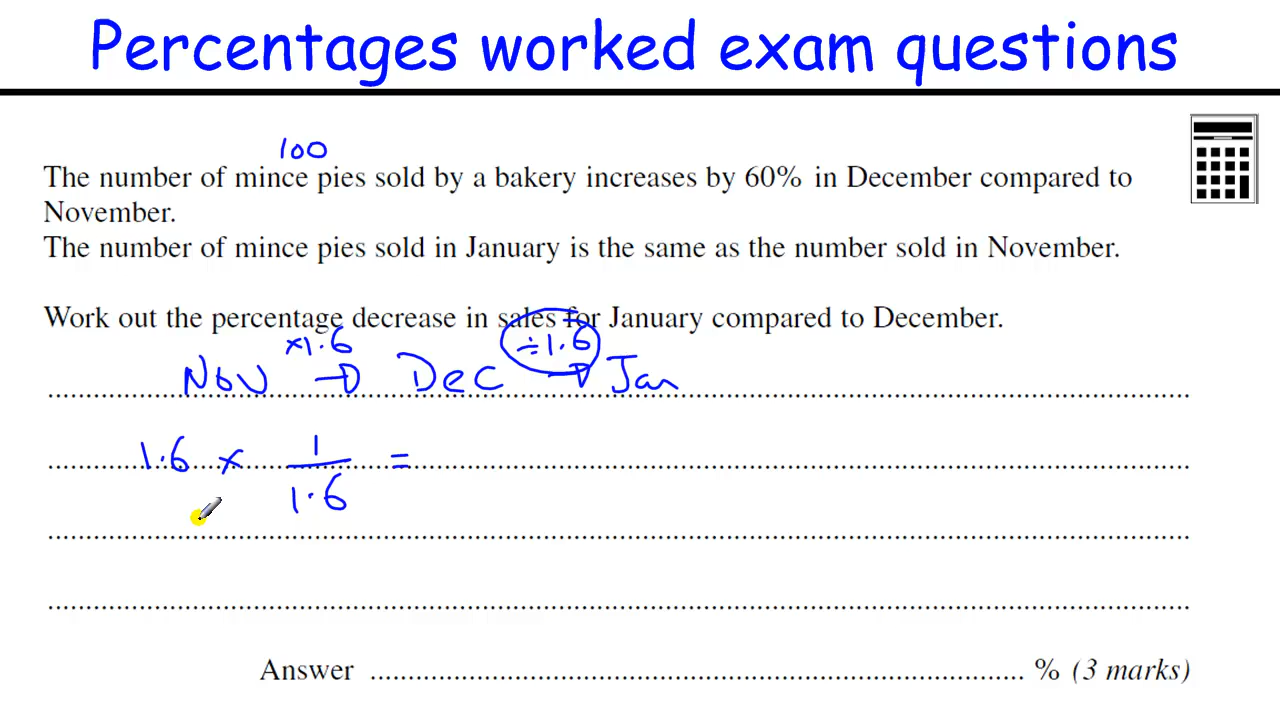 Percentages worked exam questions
100
The number of mince pies sold by a bakery increases by 60% in December compared to
November.
The number of mince pies sold in January is the same as the number sold in November.
Work out the percentage decrease in sales for January compared to December.
×1.6 ÷1.6
Nov → Dec → Jan
1.6 × 1/1.6 =
Answer .................................................................................... % (3 marks)